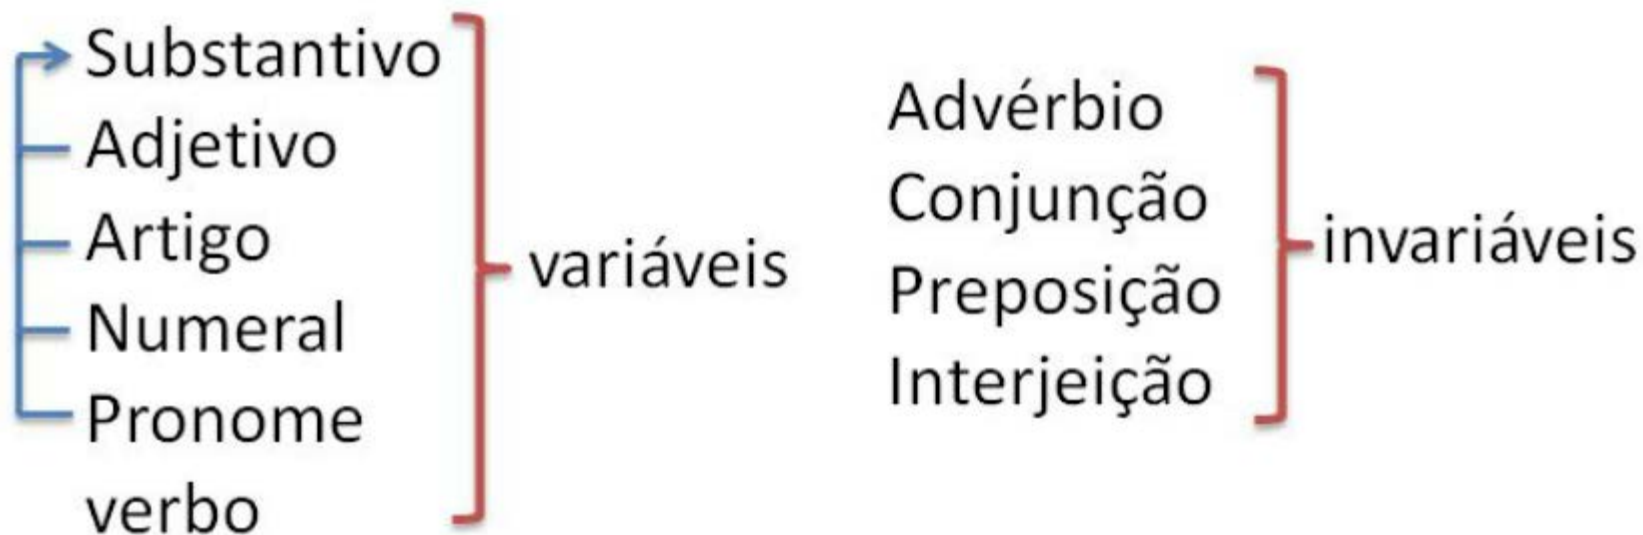 Substantivo
Adjetivo
Artigo
Numeral
Pronome
verbo
variáveis
Advérbio
Conjunção
Preposição
Interjeição
invariáveis